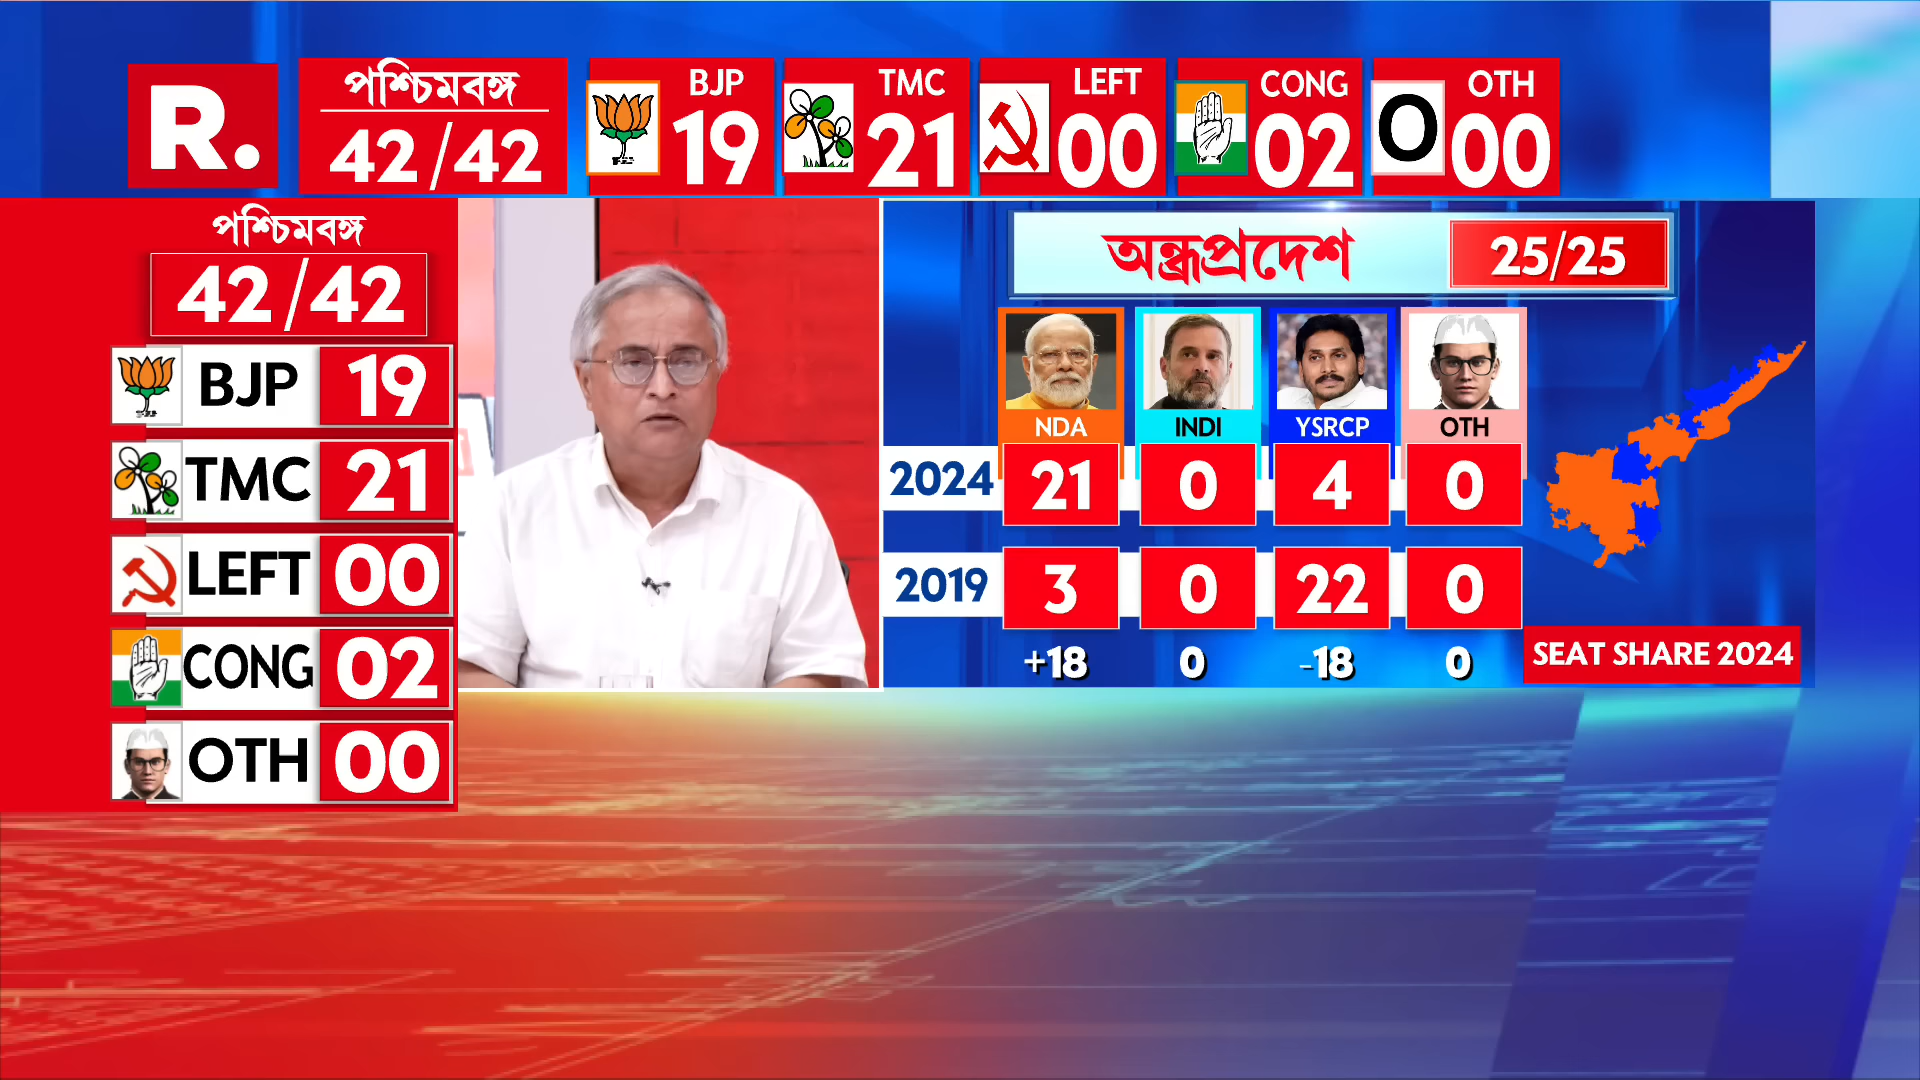 R.
পশ্চিমবঙ্গ
42/42
BJP
19
TMC
21
LEFT
00
CONG
02
OTH
O
00
পশ্চিমবঙ্গ
42/42
BJP 19
TMC 21
LEFT 00
CONG 02
OTH 00
অন্ধ্রপ্রদেশ 25/25
NDA INDI YSRCP OTH
2024 21 0 4 0
2019 3 0 22 0
+18 0 -18 0
SEAT SHARE 2024